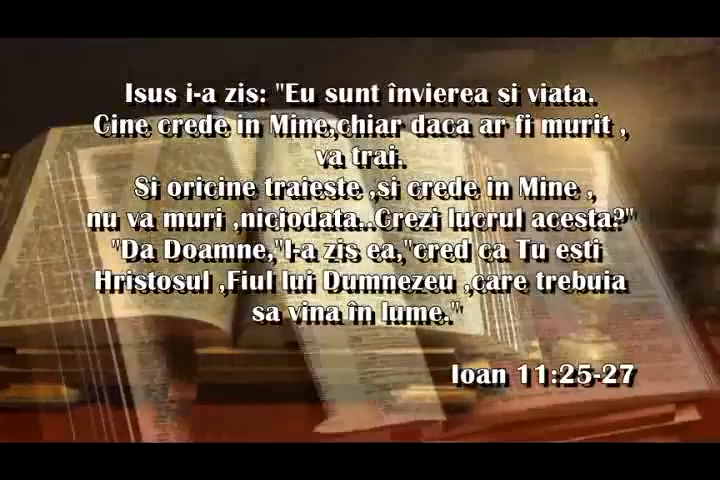 Isus i-a zis: "Eu sunt învierea si viata.
Cine crede in Mine,chiar daca ar fi murit ,
va trai.
Si oricine traieste ,si crede in Mine ,
nu va muri ,niciodata..Crezi lucrul acesta?"
"Da Doamne,"I-a zis ea,"cred ca Tu esti
Hristosul ,Fiul lui Dumnezeu ,care trebuia
sa vina în lume."
Ioan 11:25-27